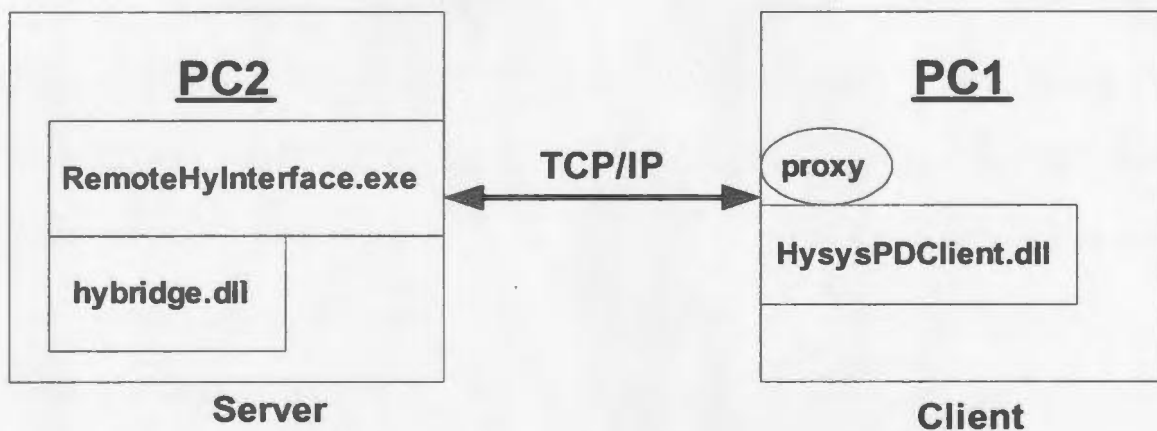 PC2
RemoteHyInterface.exe
hybridge.dll
Server
TCP/IP
PC1
proxy
HysysPDClient.dll
Client